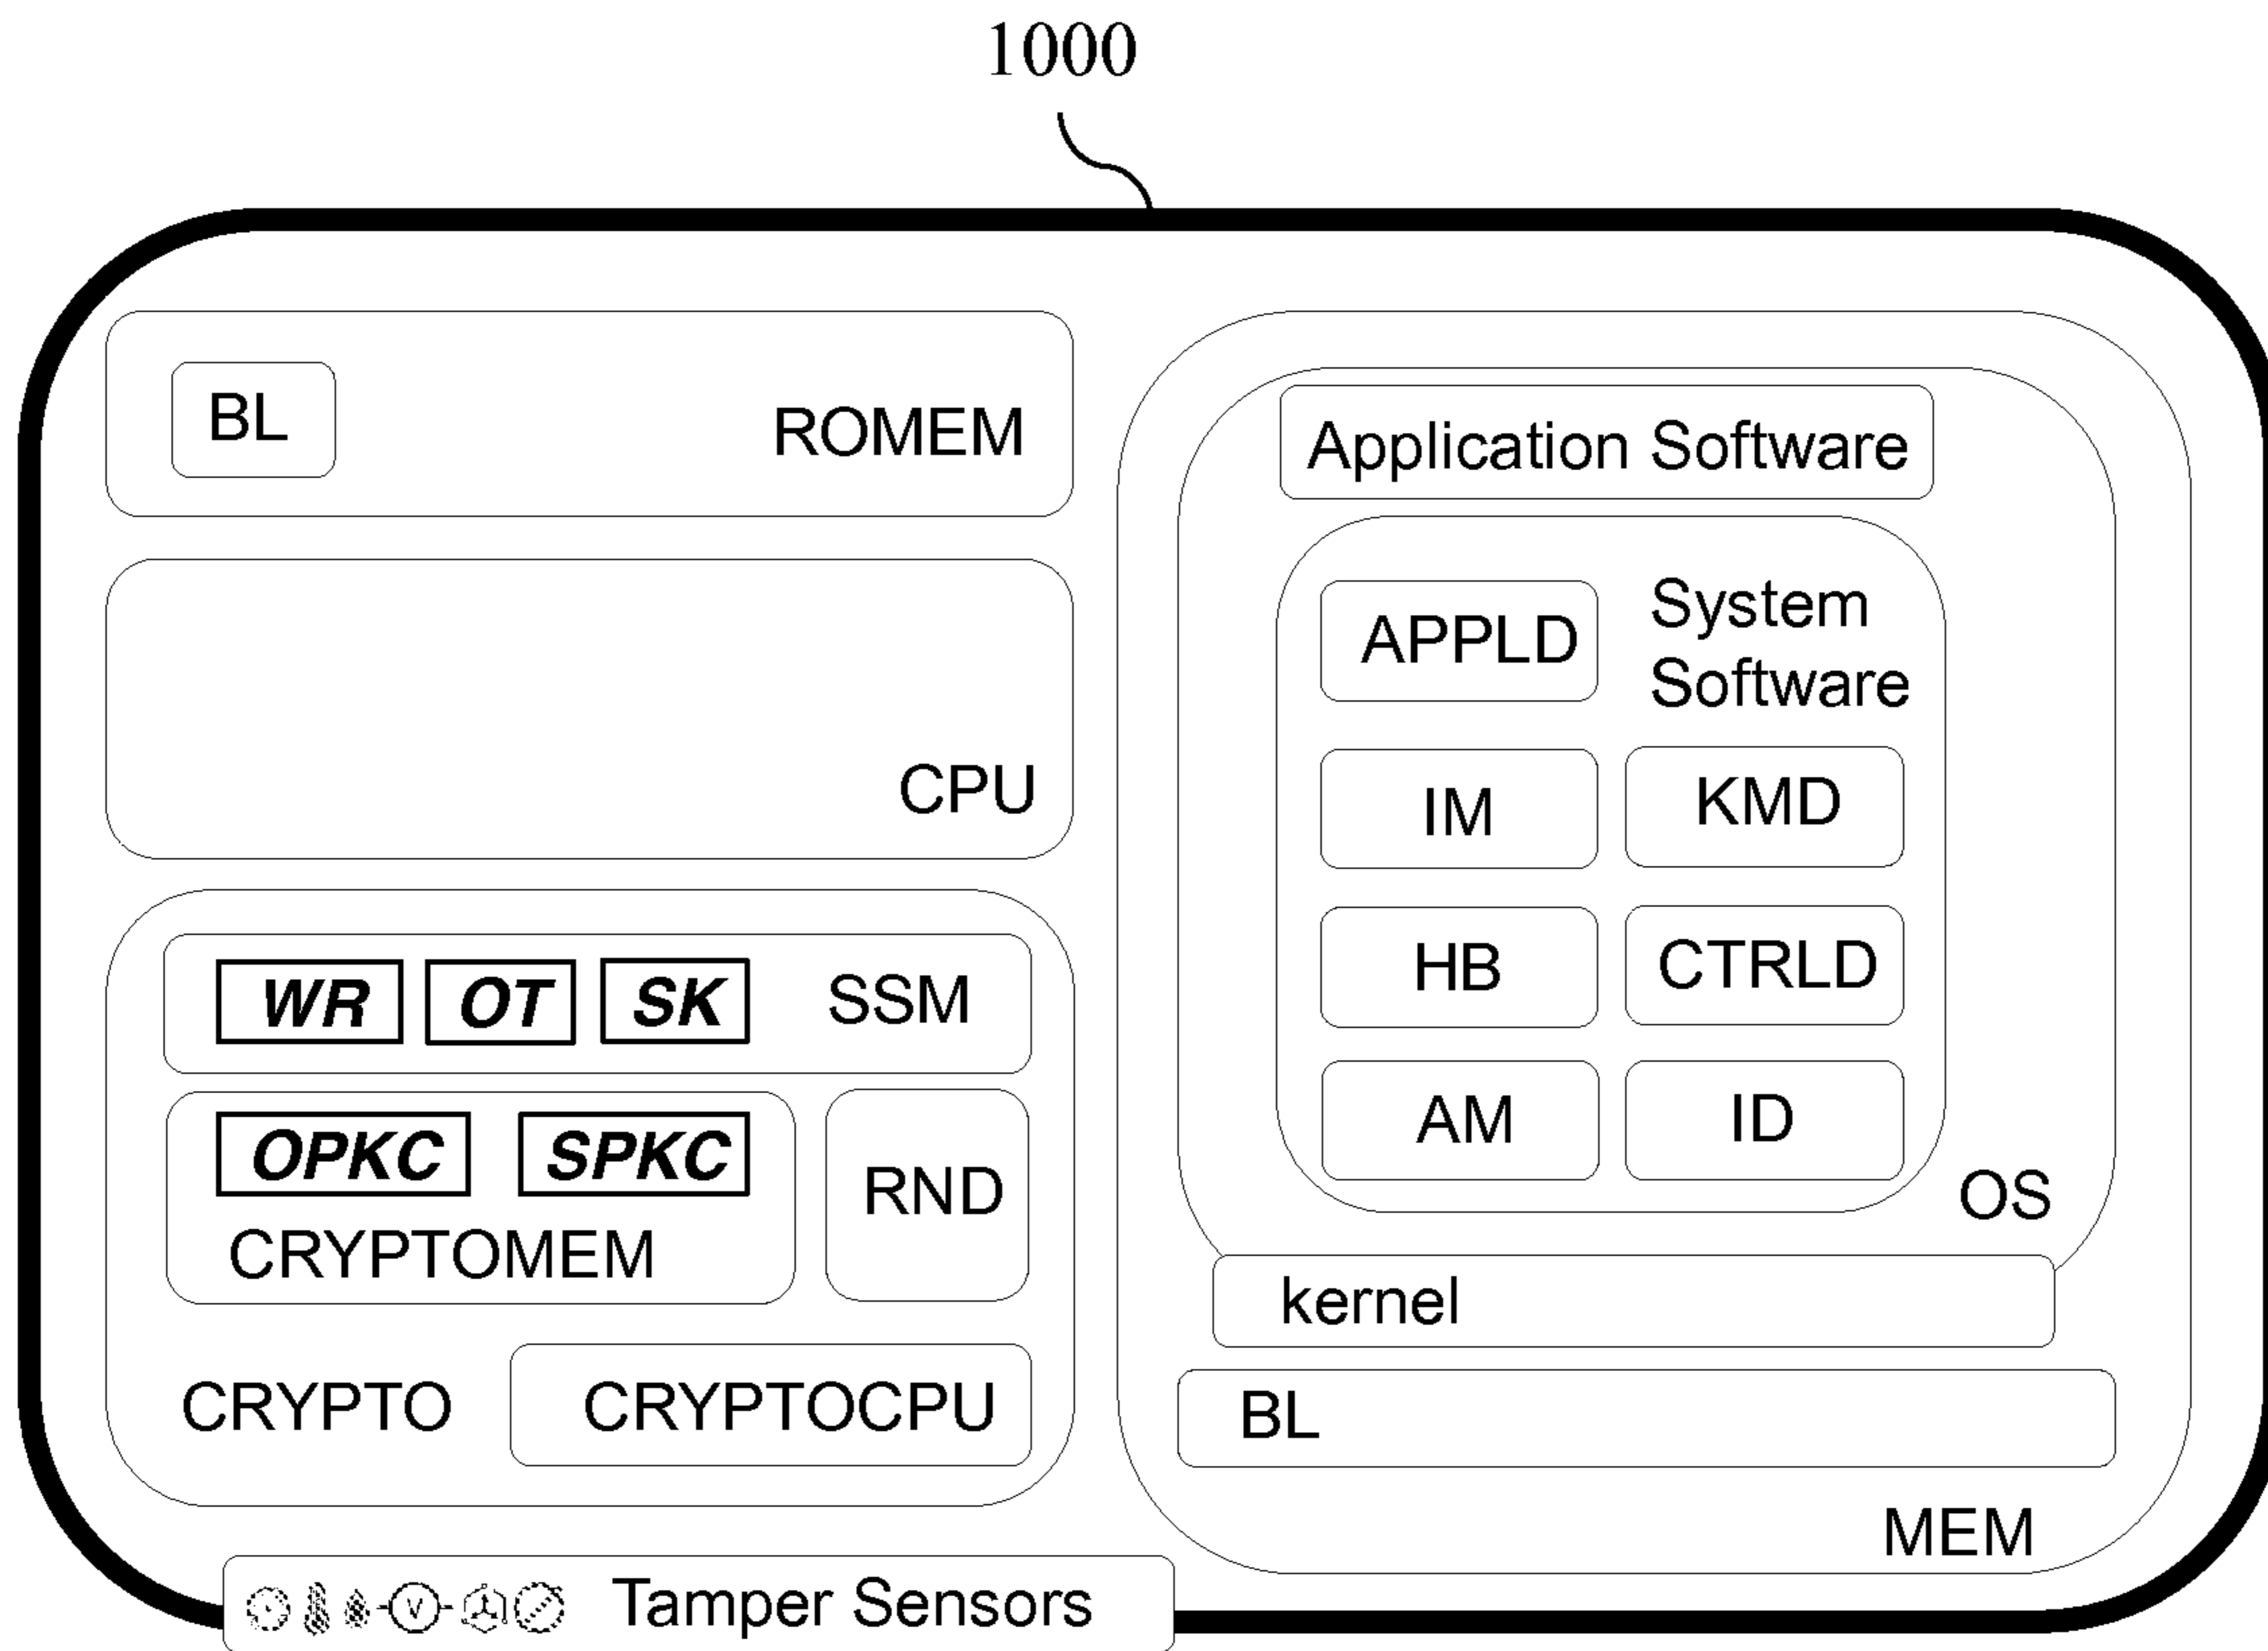 1000
BL
ROMEM
CPU
WR OT SK SSM
OPKC SPKC
CRYPTOMEM
RND
CRYPTO
CRYPTOCPU
V
Tamper Sensors
Application Software
APPLD
System
Software
IM
KMD
HB
CTRLD
AM
ID
OS
kernel
BL
MEM